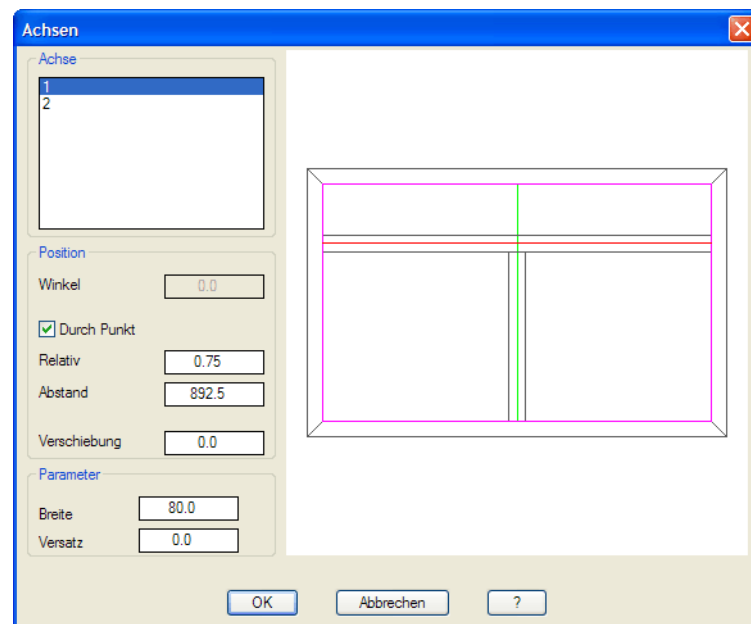 Achsen
Achse
1
2
Position
Winkel 0.0
Durch Punkt
Relativ 0.75
Abstand 892.5
Verschiebung 0.0
Parameter
Breite 80.0
Versatz 0.0
OK Abbrechen ?